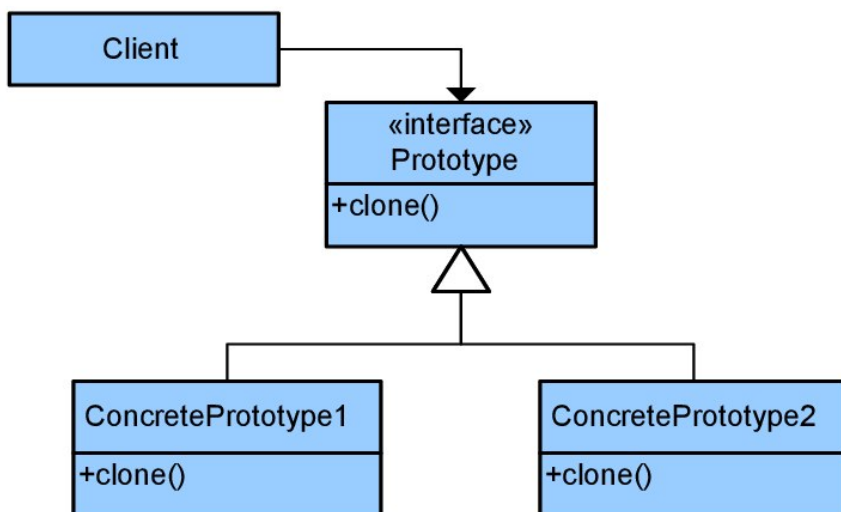 Client
«interface»
Prototype
+clone()
ConcretePrototype1
+clone()
ConcretePrototype2
+clone()